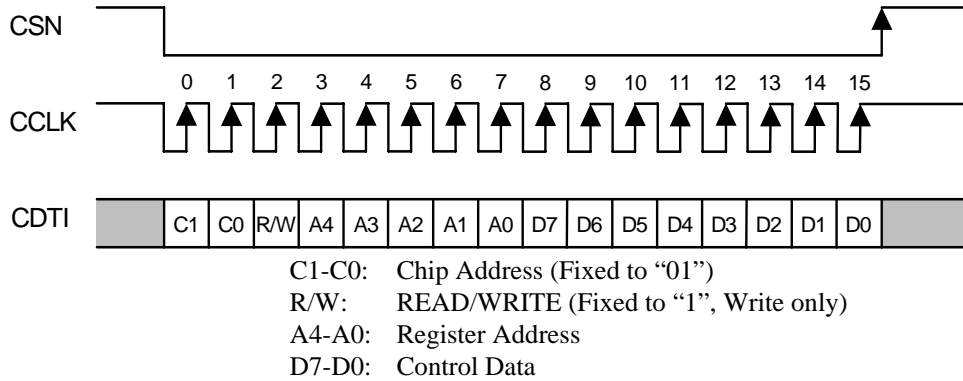 CSN
0 1 2 3 4 5 6 7 8 9 10 11 12 13 14 15
CCLK
CDTI C1 C0 R/W A4 A3 A2 A1 A0 D7 D6 D5 D4 D3 D2 D1 D0
C1-C0: Chip Address (Fixed to “01”)
R/W: READ/WRITE (Fixed to “1”, Write only)
A4-A0: Register Address
D7-D0: Control Data